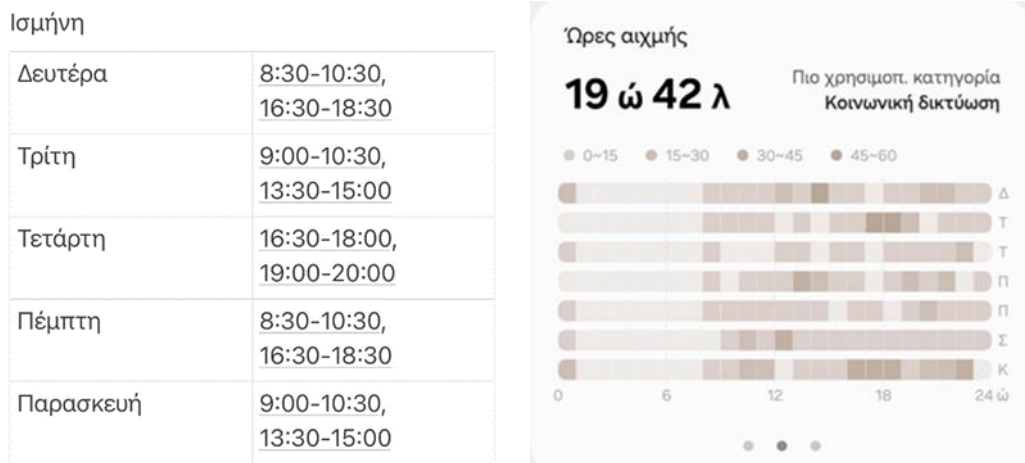 Ισμήνη
Δευτέρα 8:30-10:30,
16:30-18:30
Τρίτη 9:00-10:30,
13:30-15:00
Τετάρτη 16:30-18:00,
19:00-20:00
Πέμπτη 8:30-10:30,
16:30-18:30
Παρασκευή 9:00-10:30,
13:30-15:00
Ώρες αιχμής
19 ώ 42 λ
Πιο χρησιμοπ. κατηγορία
Κοινωνική δικτύωση
0~15 15~30 30~45 45~60
Δ
Τ
Τ
Π
Π
Σ
Κ
0 6 12 18 24 ώ